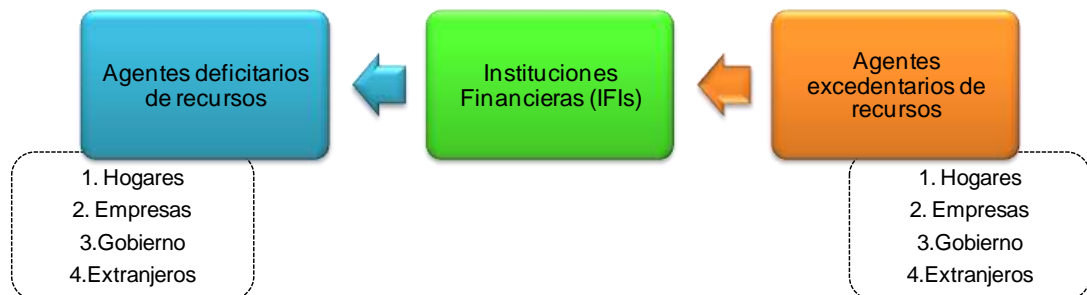 Agentes deficitarios
de recursos
Instituciones
Financieras (IFIs)
Agentes
excedentarios de
recursos
1. Hogares
2. Empresas
3.Gobierno
4.Extranjeros
1. Hogares
2. Empresas
3.Gobierno
4.Extranjeros